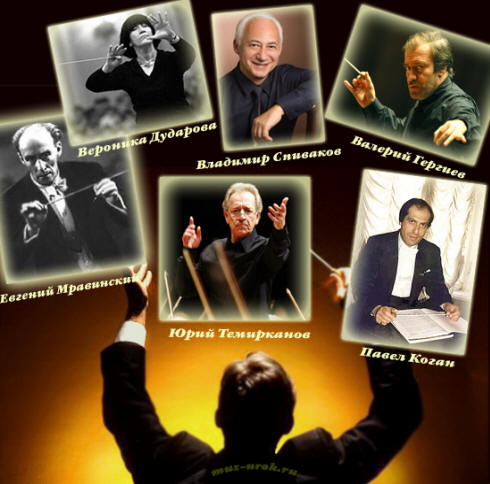 Вероника Дударова
Владимир Спиваков
Валерий Гергиев
Евгений Мравинский
Юрий Темирканов
Павел Коган
muz-urok.ru